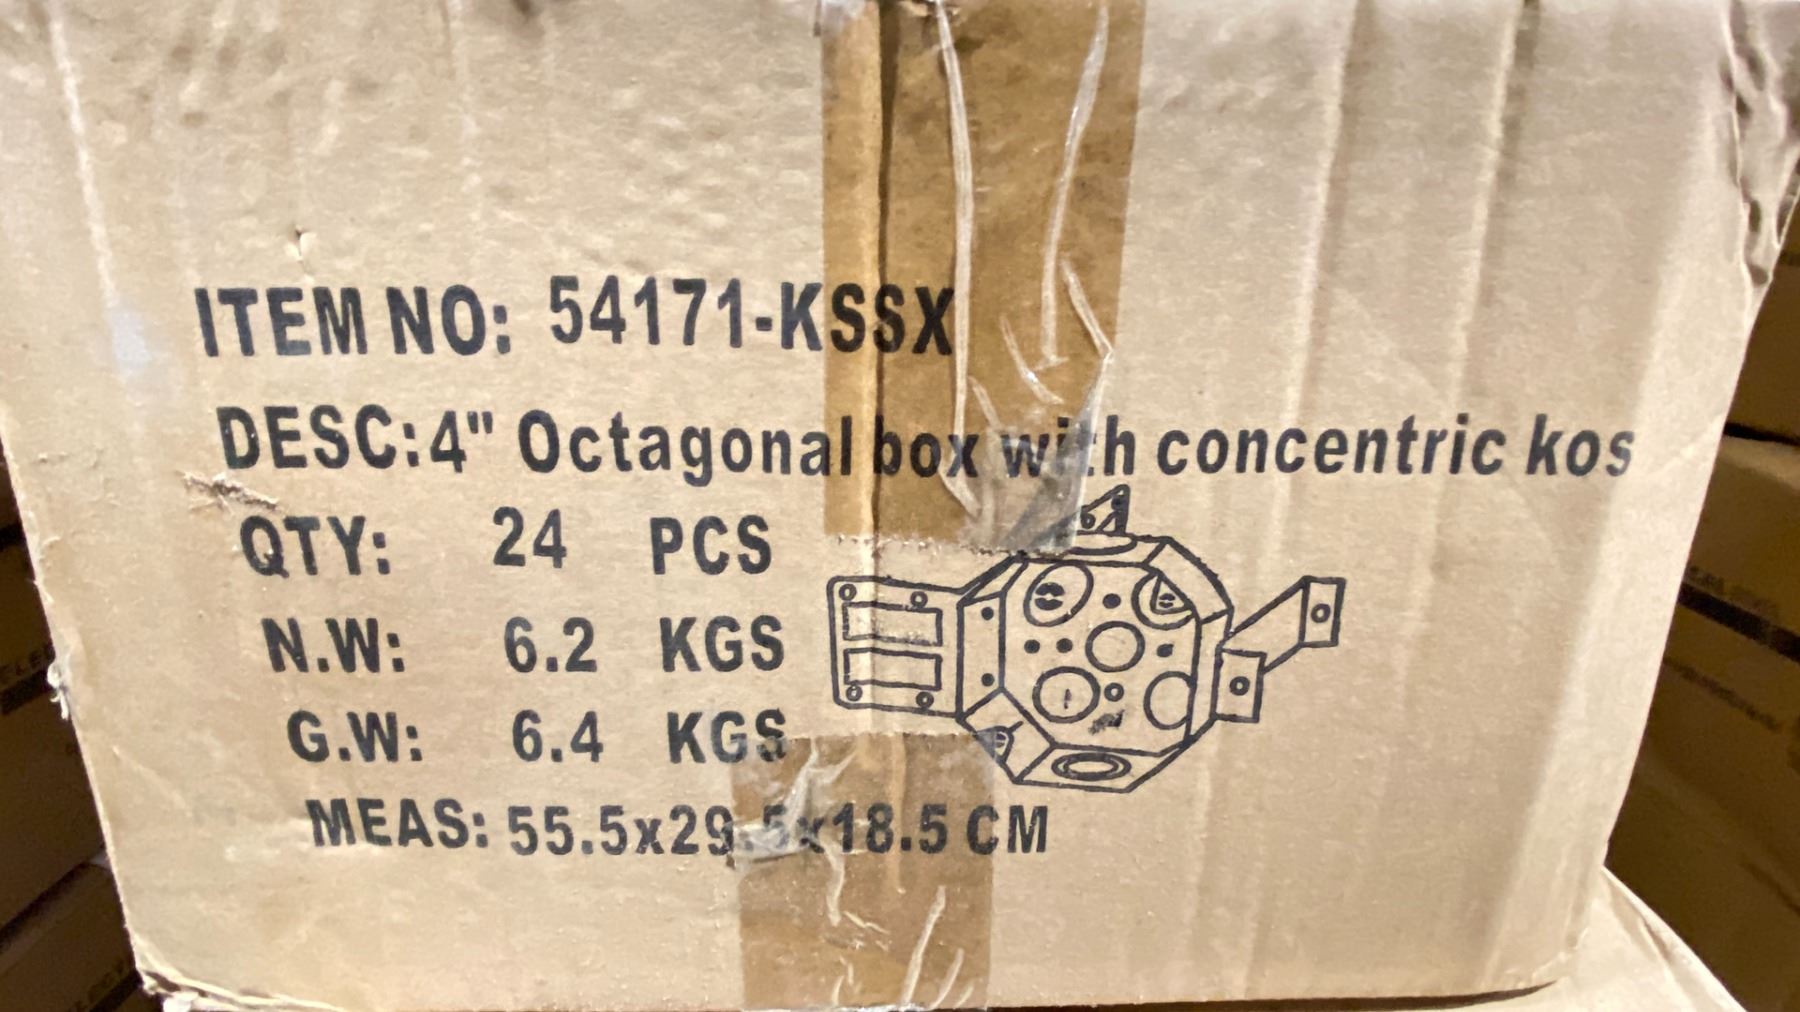 ITEM NO: 54171-KSSX
DESC:4" Octagonal box with concentric kos
QTY: 24 PCS
N.W: 6.2 KGS
G.W: 6.4 KGS
MEAS: 55.5x29.5x18.5 CM